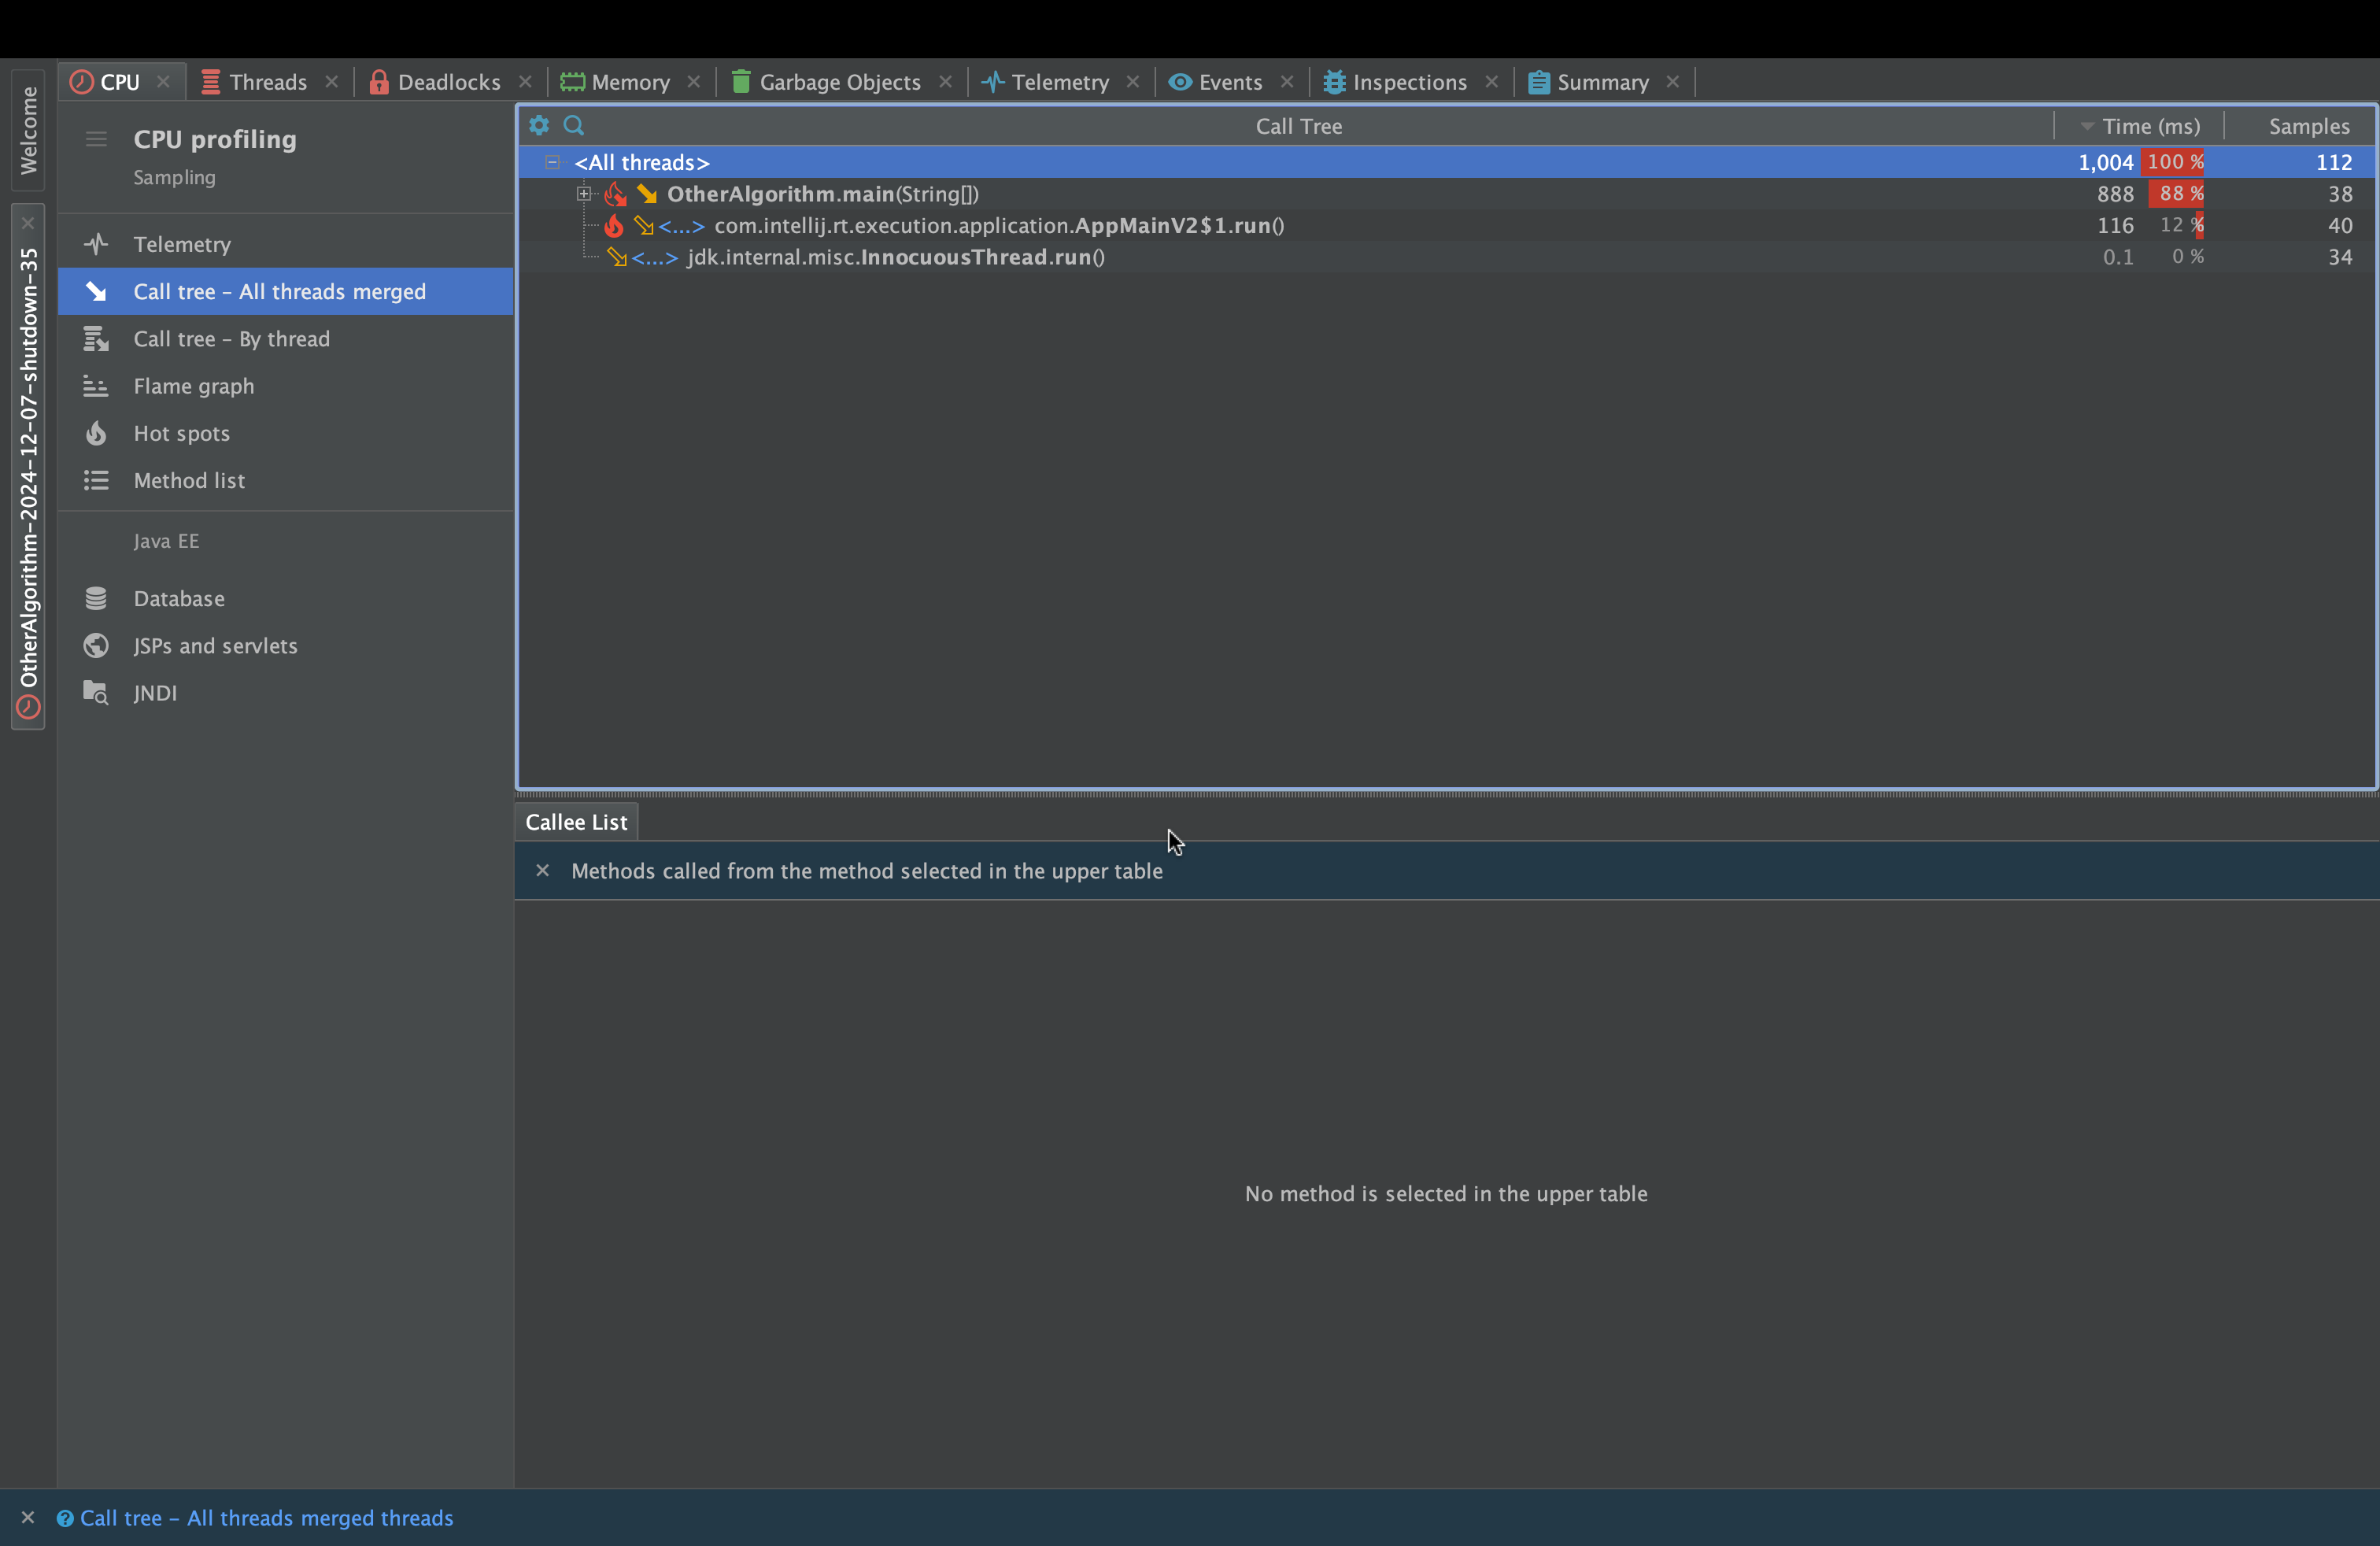 Welcome
OtherAlgorithm-2024-12-07-shutdown-35
CPU Threads Deadlocks Memory Garbage Objects Telemetry Events Inspections Summary
CPU profiling
Sampling
Telemetry
Call tree – All threads merged
Call tree – By thread
Flame graph
Hot spots
Method list
Java EE
Database
JSPs and servlets
JNDI
Call Tree Time (ms) Samples
<All threads> 1,004 100 % 112
OtherAlgorithm.main(String[]) 888 88 % 38
<...> com.intellij.rt.execution.application.AppMainV2$1.run() 116 12 % 40
<...> jdk.internal.misc.InnocuousThread.run() 0.1 0 % 34
Callee List
Methods called from the method selected in the upper table
No method is selected in the upper table
Call tree – All threads merged threads